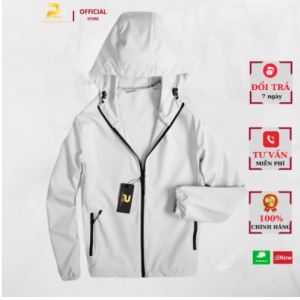 OFFICIAL
STORE
ĐỔI TRẢ
7 ngày
TƯ VẤN
MIỄN PHÍ
100%
CHÍNH HÃNG
Now